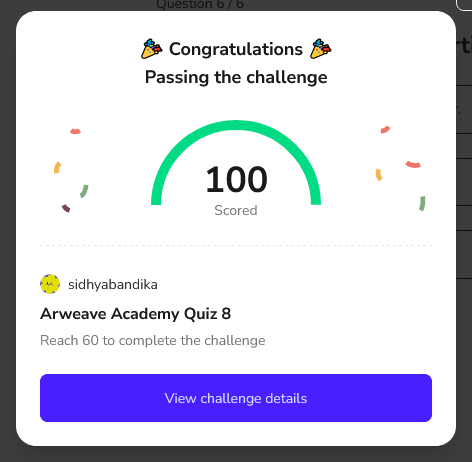 Question 6 / 6
Congratulations
Passing the challenge
100
Scored
sidhyabandika
Arweave Academy Quiz 8
Reach 60 to complete the challenge
View challenge details